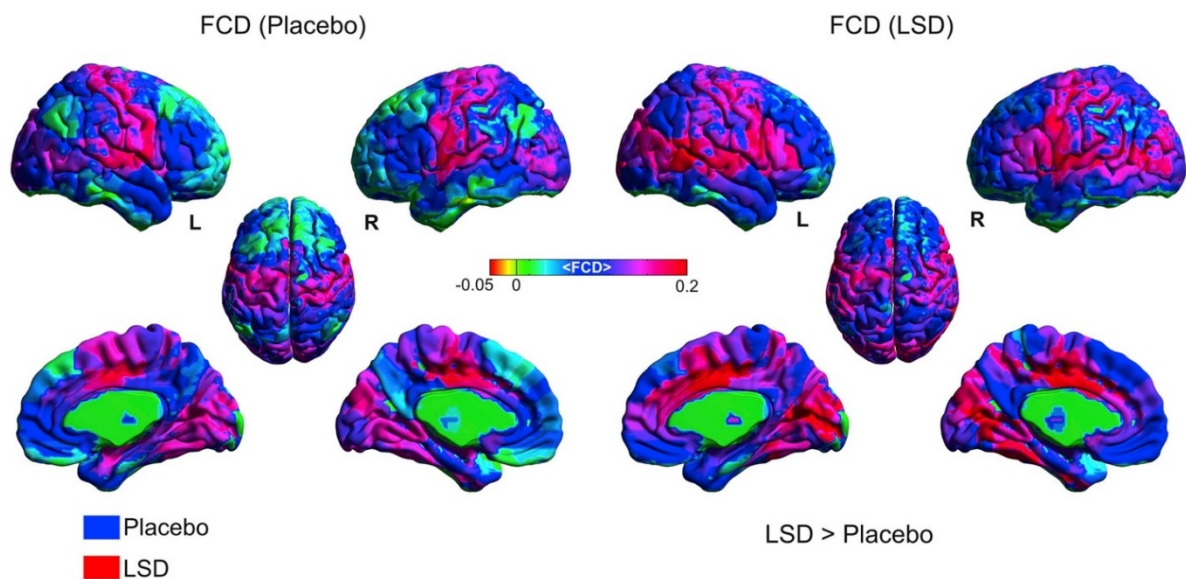 FCD (Placebo)
FCD (LSD)
L
R
L
R
<FCD>
-0.05
0
0.2
Placebo
LSD
LSD > Placebo